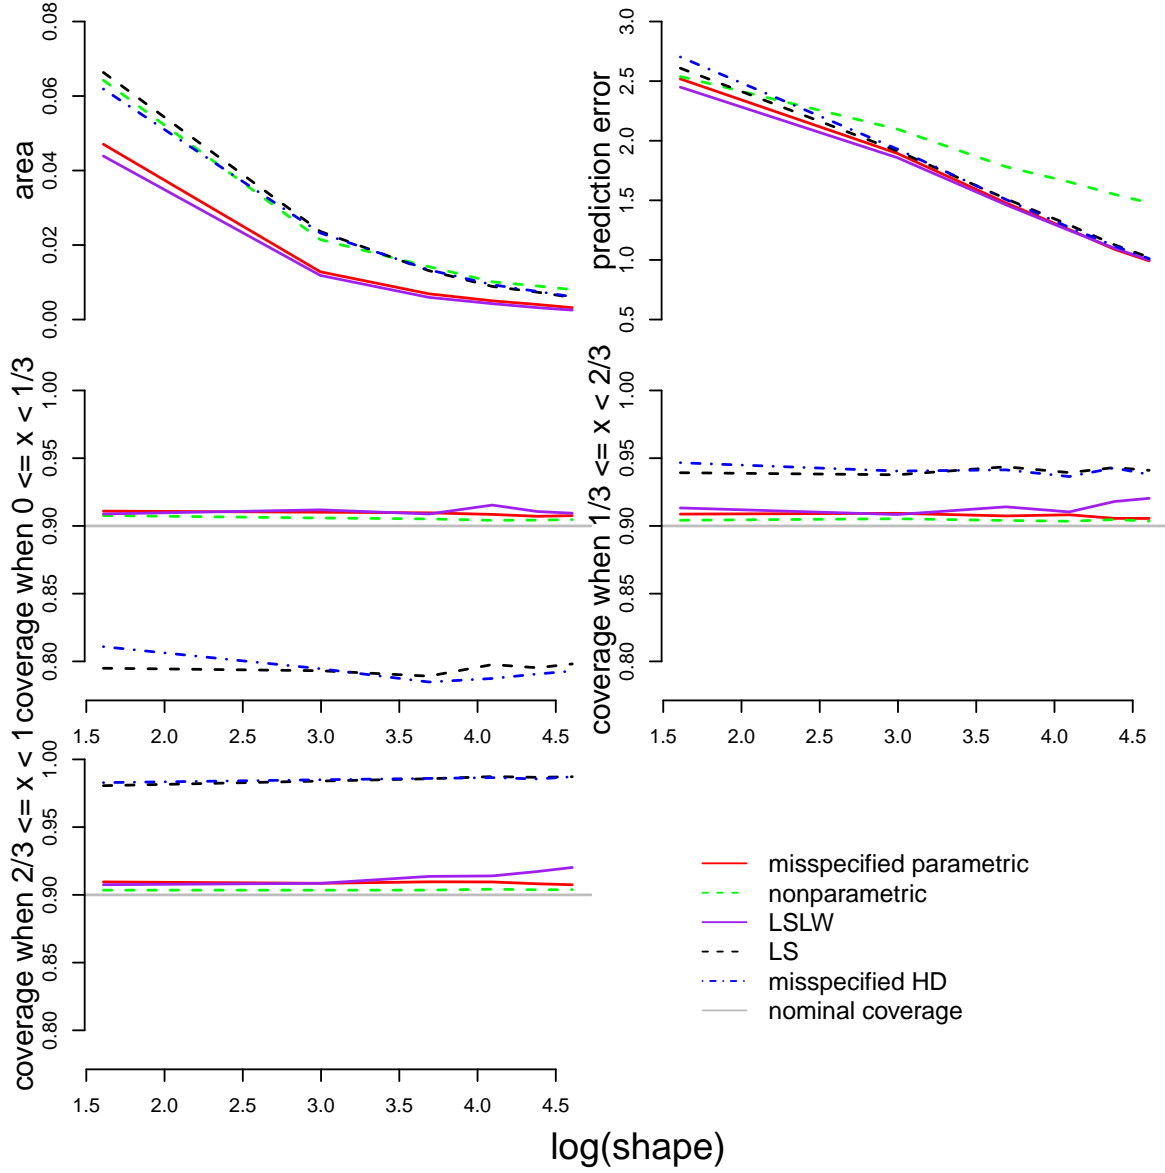 area
0.00 0.02 0.04 0.06 0.08
prediction error
0.5 1.0 1.5 2.0 2.5 3.0
coverage when 0 <= x < 1/3
0.80 0.85 0.90 0.95 1.00
1.5 2.0 2.5 3.0 3.5 4.0 4.5
coverage when 1/3 <= x < 2/3
0.80 0.85 0.90 0.95 1.00
1.5 2.0 2.5 3.0 3.5 4.0 4.5
coverage when 2/3 <= x < 1
0.80 0.85 0.90 0.95 1.00
1.5 2.0 2.5 3.0 3.5 4.0 4.5
misspecified parametric
nonparametric
LSLW
LS
misspecified HD
nominal coverage
log(shape)